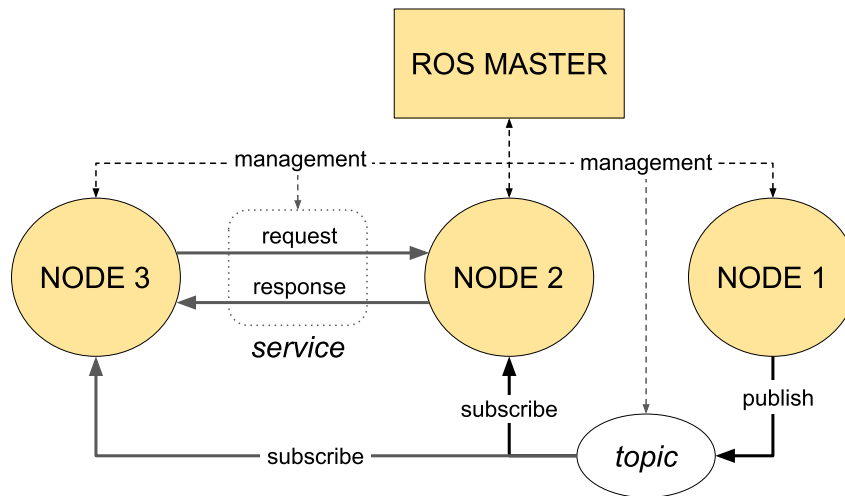 ROS MASTER
management
management
NODE 3
request
response
service
NODE 2
NODE 1
subscribe
publish
subscribe
topic